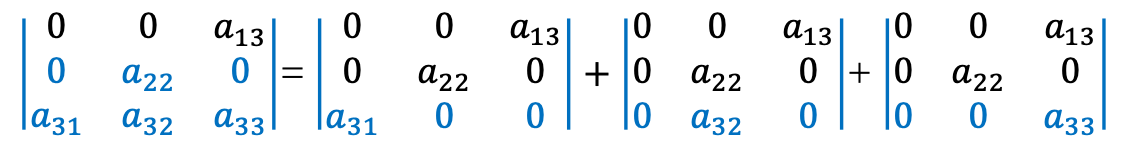 |0 0 a₁₃| = |0 0 a₁₃| + |0 0 a₁₃| + |0 0 a₁₃|
|0 a₂₂ 0| |0 a₂₂ 0| |0 a₂₂ 0| |0 a₂₂ 0|
|a₃₁ a₃₂ a₃₃| |a₃₁ 0 0| |0 a₃₂ 0| |0 0 a₃₃|